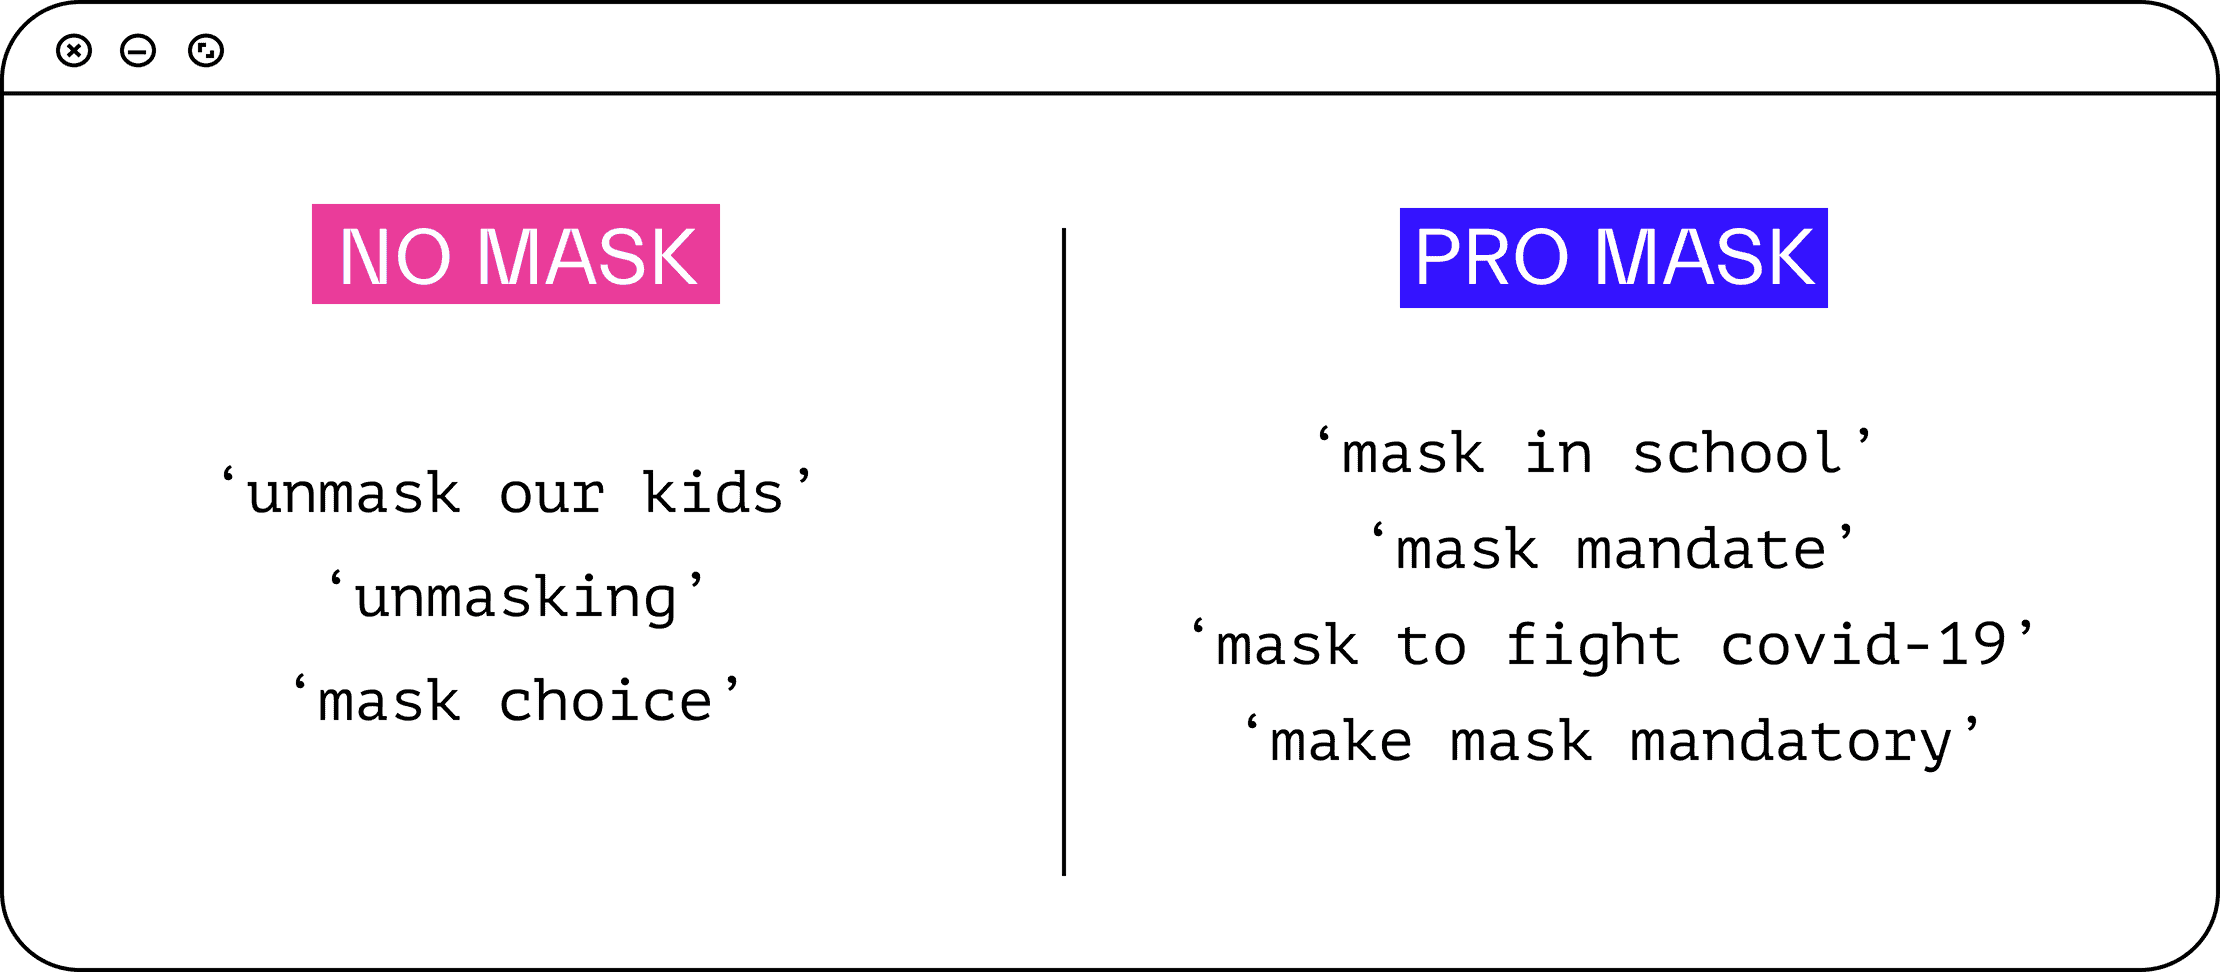 NO MASK
‘unmask our kids’
‘unmasking’
‘mask choice’
PRO MASK
‘mask in school’
‘mask mandate’
‘mask to fight covid-19’
‘make mask mandatory’